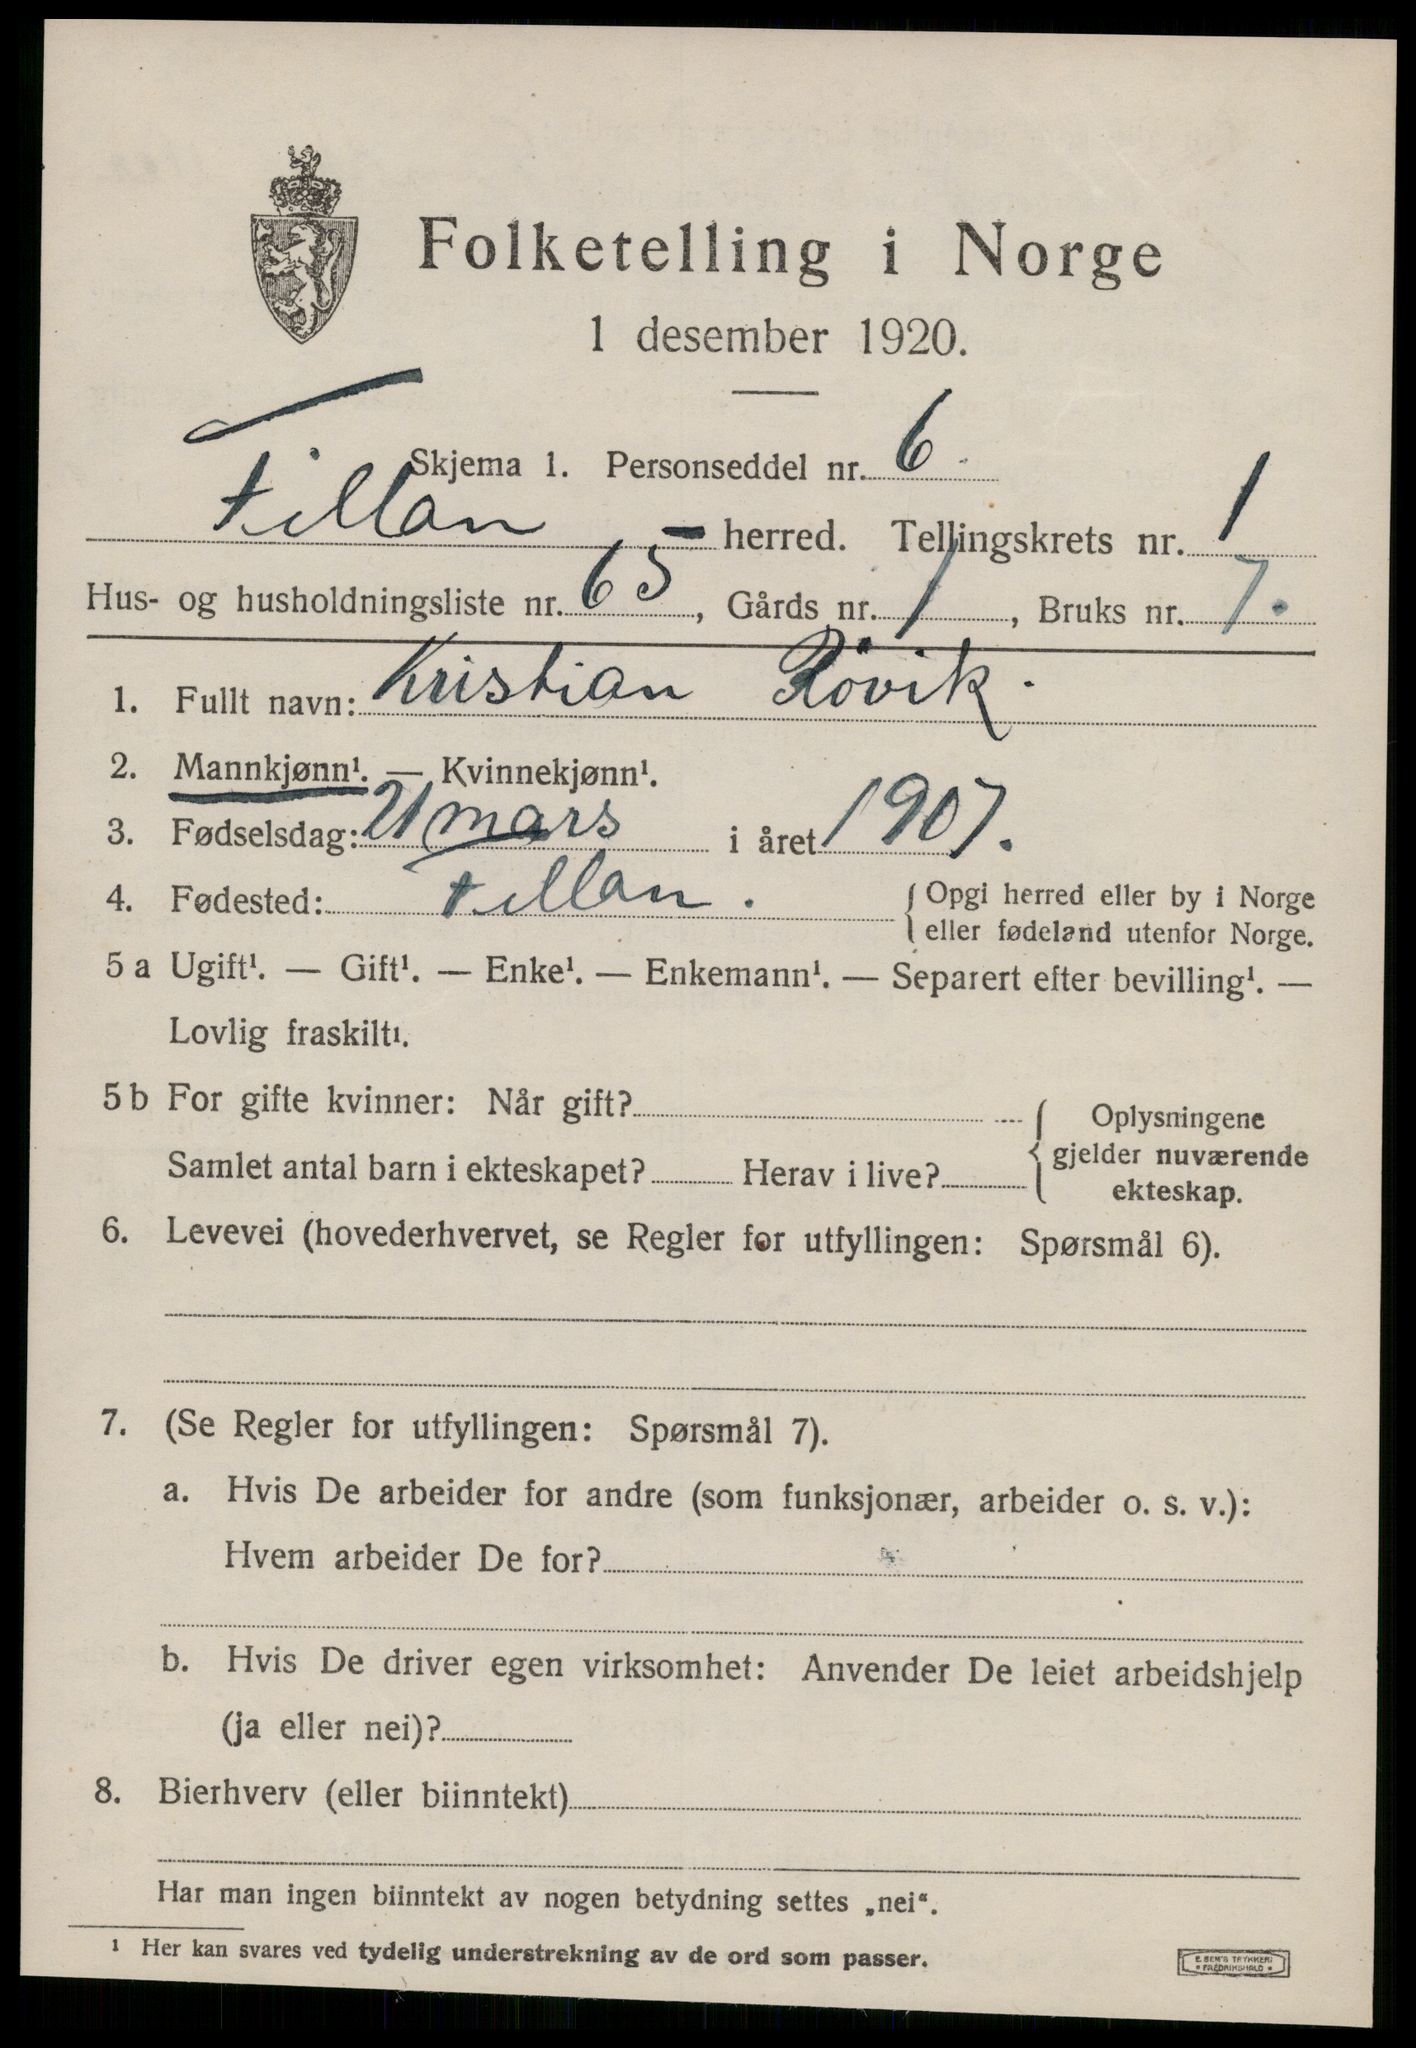 Folketelling i Norge
1 desember 1920.
Skjema 1. Personseddel nr. 6
Fillan herred. Tellingskrets nr. 1
Hus- og husholdningsliste nr. 65, Gårds nr. 1, Bruks nr. 7.
1. Fullt navn: Kristian Røvik.
2. Mannkjønn¹. — Kvinnekjønn¹.
3. Fødselsdag: 21 mars i året 1907.
4. Fødested: Fillan. { Opgi herred eller by i Norge
eller fødeland utenfor Norge.
5 a Ugift¹. — Gift¹. — Enke¹. — Enkemann¹. — Separert efter bevilling¹. —
Lovlig fraskilt¹.
5 b For gifte kvinner: Når gift? { Oplysningene
gjelder nuværende
Samlet antal barn i ekteskapet? Herav i live?
ekteskap.
6. Levevei (hovederhvervet, se Regler for utfyllingen: Spørsmål 6).
7. (Se Regler for utfyllingen: Spørsmål 7).
a. Hvis De arbeider for andre (som funksjonær, arbeider o. s. v.):
Hvem arbeider De for?
b. Hvis De driver egen virksomhet: Anvender De leiet arbeidshjelp
(ja eller nei)?
8. Bierhverv (eller biinntekt)
Har man ingen biinntekt av nogen betydning settes „nei“.
¹ Her kan svares ved tydelig understrekning av de ord som passer.
E. SEM'S TRYKKERI
• FREDRIKSHALD •